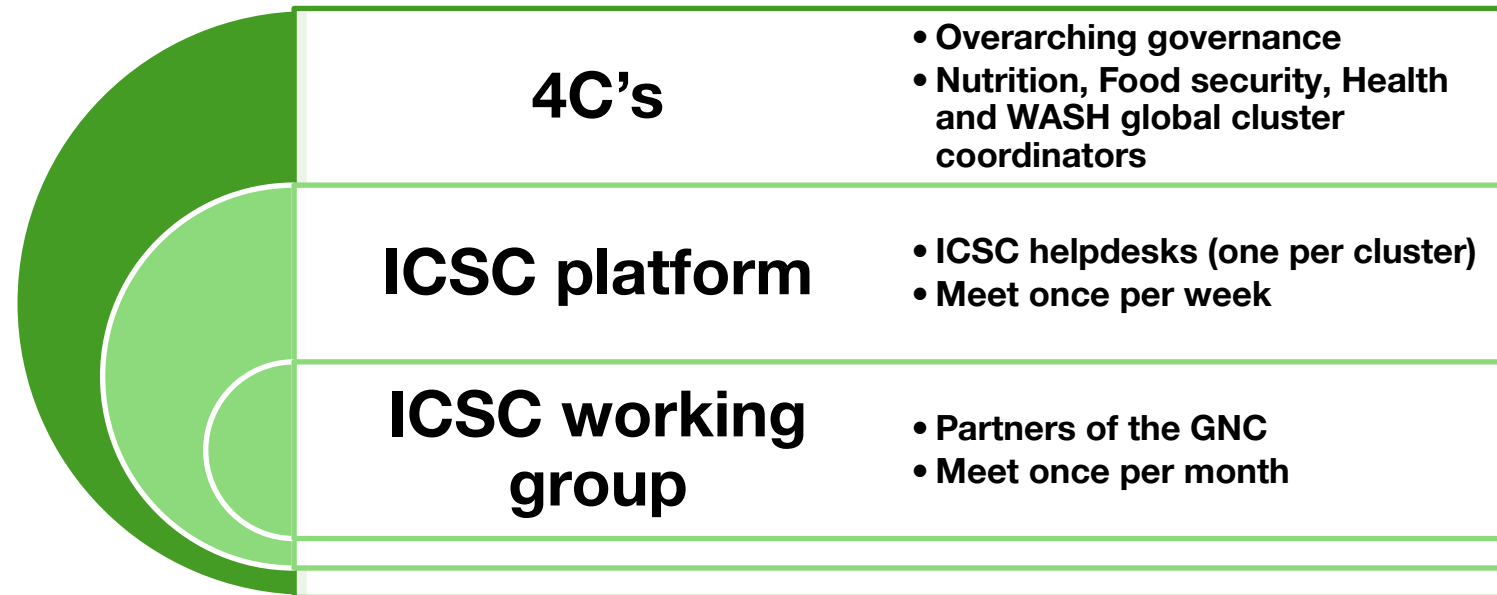 4C’s
• Overarching governance
• Nutrition, Food security, Health
and WASH global cluster
coordinators
ICSC platform
• ICSC helpdesks (one per cluster)
• Meet once per week
ICSC working
group
• Partners of the GNC
• Meet once per month